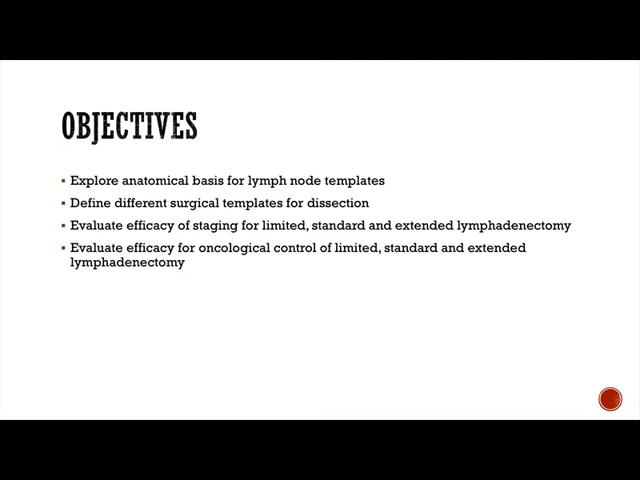 OBJECTIVES
▪ Explore anatomical basis for lymph node templates
▪ Define different surgical templates for dissection
▪ Evaluate efficacy of staging for limited, standard and extended lymphadenectomy
▪ Evaluate efficacy for oncological control of limited, standard and extended
lymphadenectomy